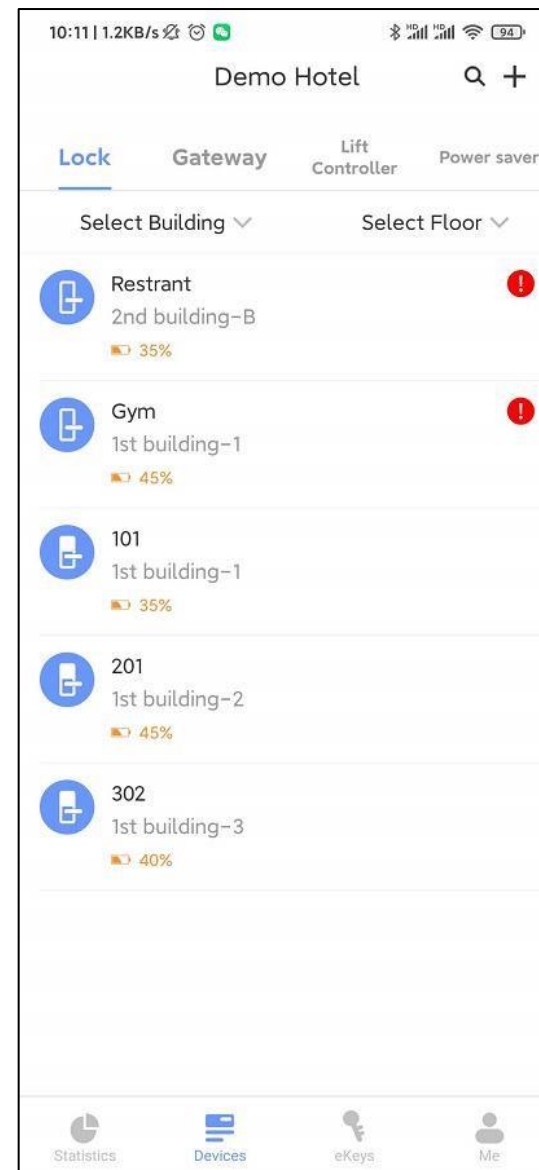 10:11 | 1.2KB/s HD HD 94
Demo Hotel
Lock Gateway Lift Controller Power saver
Select Building Select Floor
Restrant
2nd building-B
35%
Gym
1st building-1
45%
101
1st building-1
35%
201
1st building-2
45%
302
1st building-3
40%
Statistics Devices eKeys Me